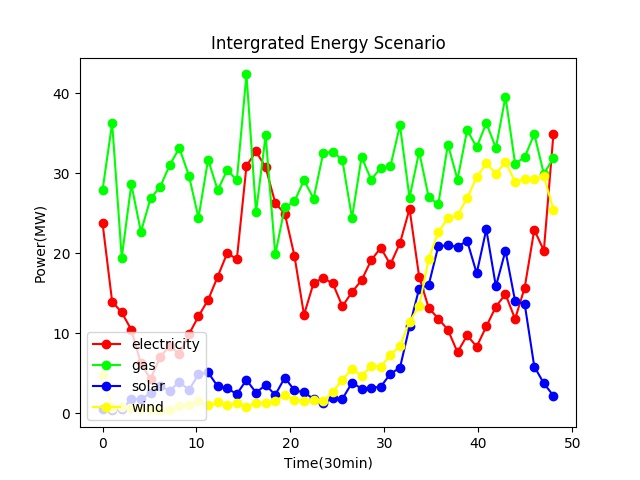 Intergrated Energy Scenario
Power(MW)
40
30
20
10
0
electricity
gas
solar
wind
0 10 20 30 40 50
Time(30min)